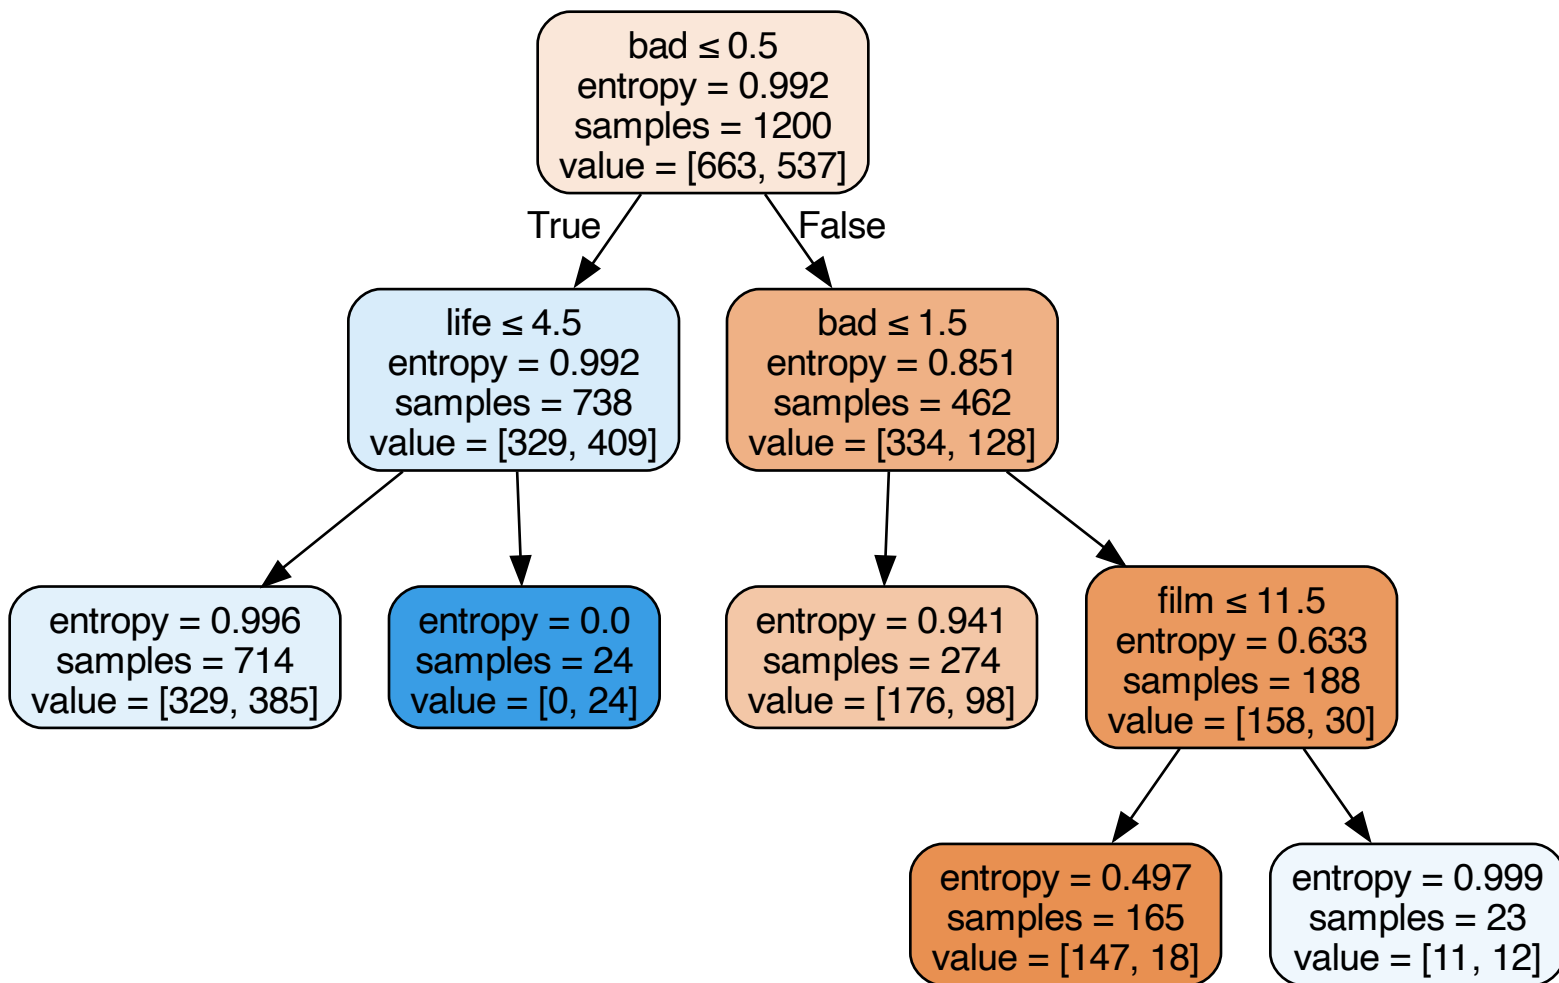 bad ≤ 0.5
entropy = 0.992
samples = 1200
value = [663, 537]
True
False
life ≤ 4.5
entropy = 0.992
samples = 738
value = [329, 409]
bad ≤ 1.5
entropy = 0.851
samples = 462
value = [334, 128]
entropy = 0.996
samples = 714
value = [329, 385]
entropy = 0.0
samples = 24
value = [0, 24]
entropy = 0.941
samples = 274
value = [176, 98]
film ≤ 11.5
entropy = 0.633
samples = 188
value = [158, 30]
entropy = 0.497
samples = 165
value = [147, 18]
entropy = 0.999
samples = 23
value = [11, 12]